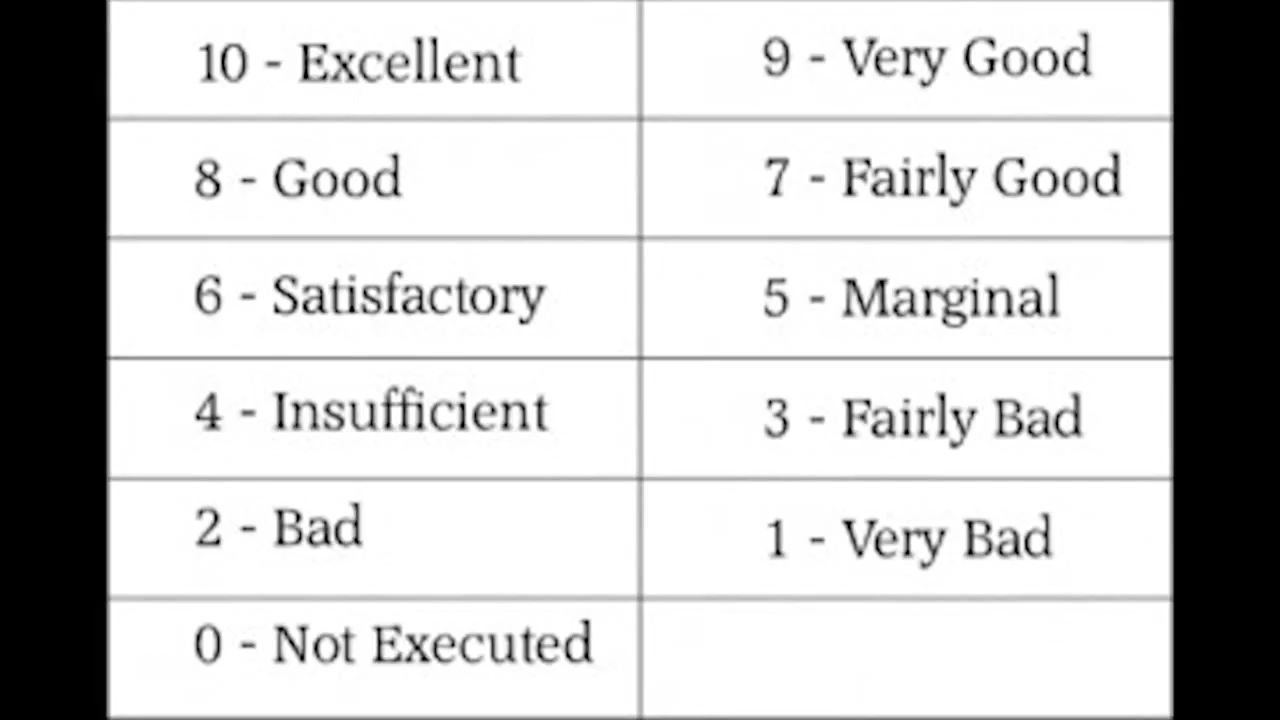 10 - Excellent
9 - Very Good
8 - Good
7 - Fairly Good
6 - Satisfactory
5 - Marginal
4 - Insufficient
3 - Fairly Bad
2 - Bad
1 - Very Bad
0 - Not Executed